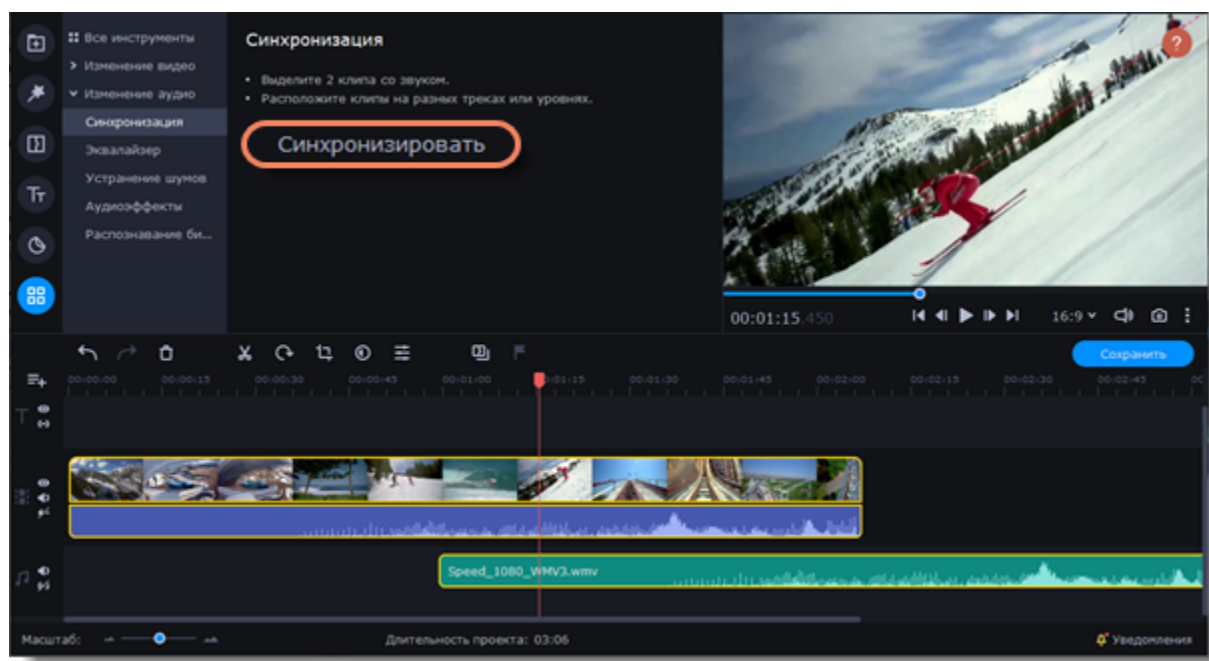 Все инструменты
Изменение видео
Изменение аудио
Синхронизация
Эквалайзер
Устранение шумов
Аудиоэффекты
Распознавание би...
Синхронизация
• Выделите 2 клипа со звуком.
• Расположите клипы на разных треках или уровнях.
Синхронизировать
Тт
?
00:01:15.450
16:9
Сохранить
00:00:00 00:00:15 00:00:30 00:00:45 00:01:00 00:01:15 00:01:30 00:01:45 00:02:00 00:02:15 00:02:30 00:02:45 00
T
Speed_1080_WMV3.wmv
Масштаб:
Длительность проекта: 03:06
Уведомления